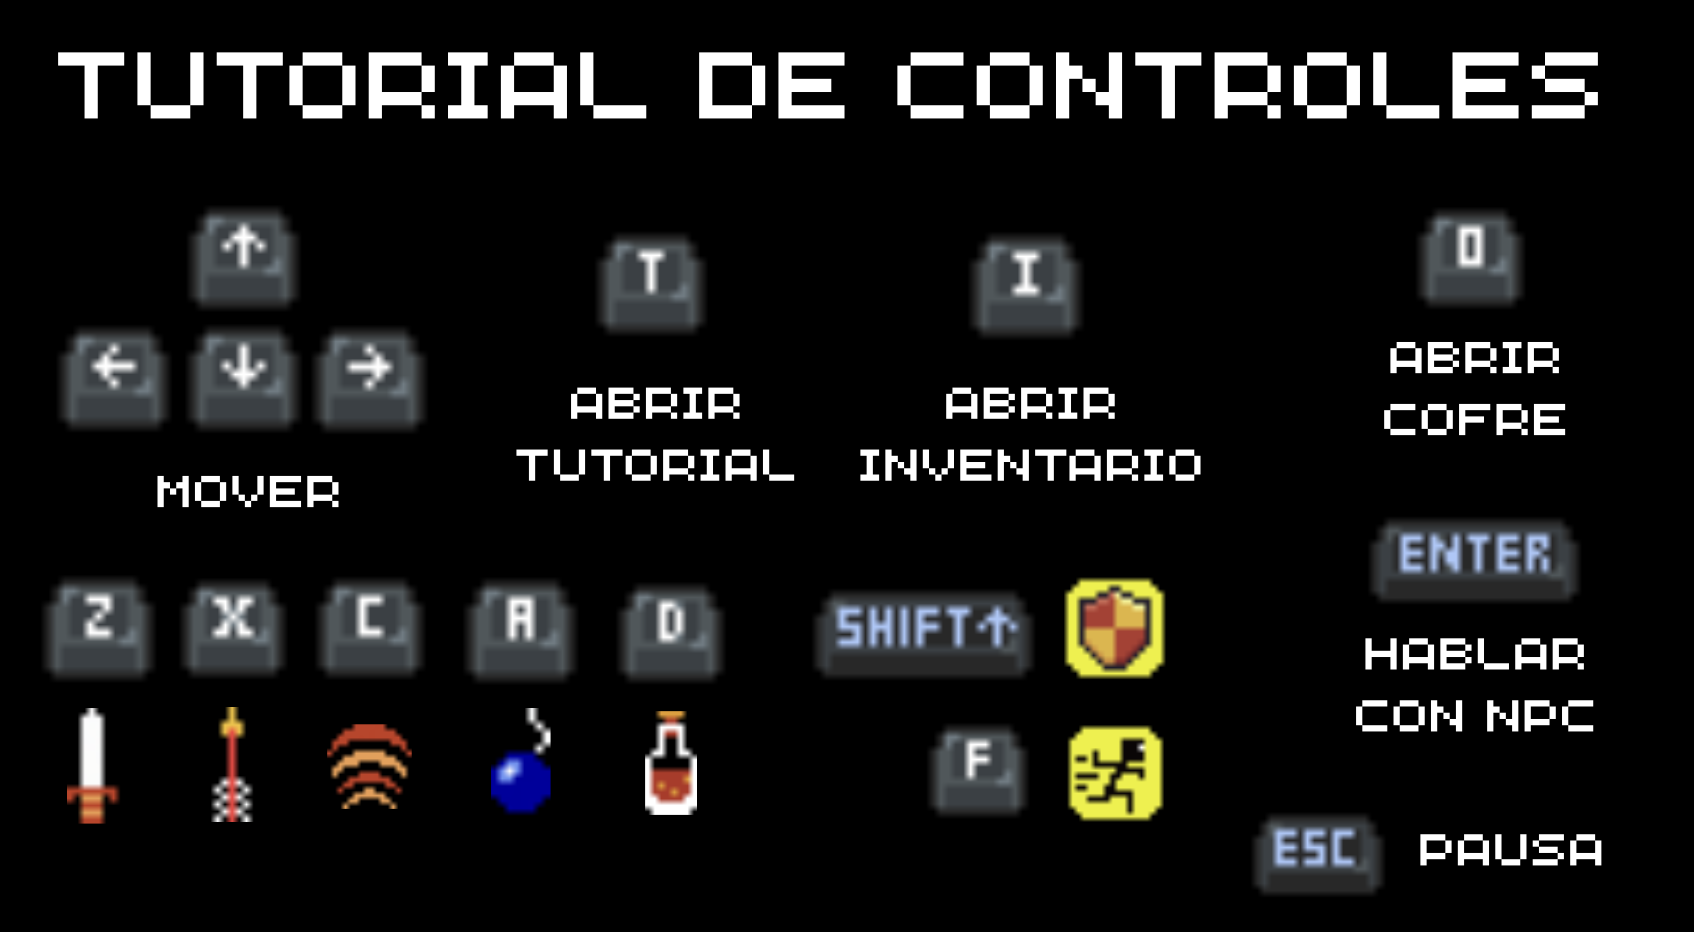 TUTORIAL DE CONTROLES
T
I
O
ABRIR
TUTORIAL
ABRIR
INVENTARIO
ABRIR
COFRE
MOVER
Z
X
C
A
D
SHIFT↑
ENTER
HABLAR
CON NPC
F
ESC
PAUSA